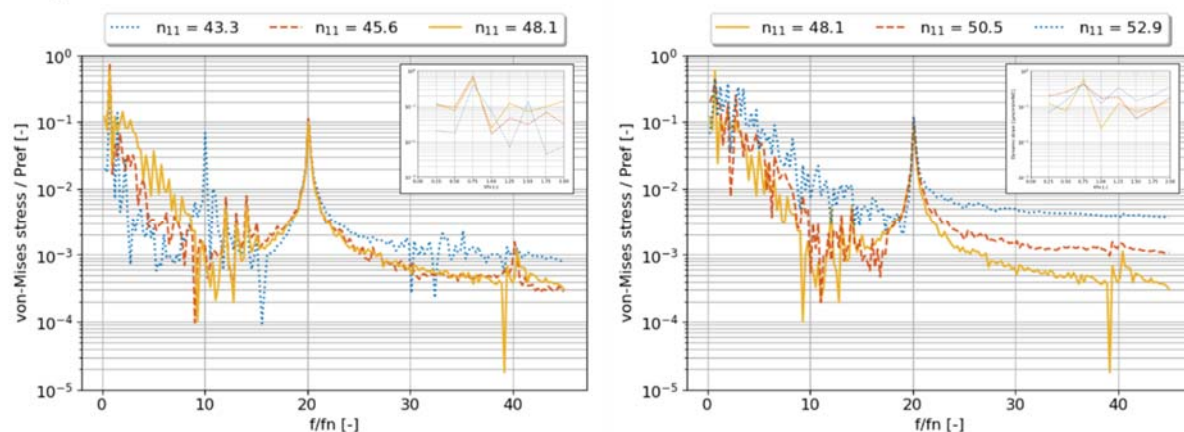 n11 = 43.3 n11 = 45.6 n11 = 48.1
10^0
10^-1
10^-2
10^-3
10^-4
10^-5
von-Mises stress / Pref [-]
0 10 20 30 40
f/fn [-]
n11 = 48.1 n11 = 50.5 n11 = 52.9
10^0
10^-1
10^-2
10^-3
10^-4
10^-5
von-Mises stress / Pref [-]
0 10 20 30 40
f/fn [-]